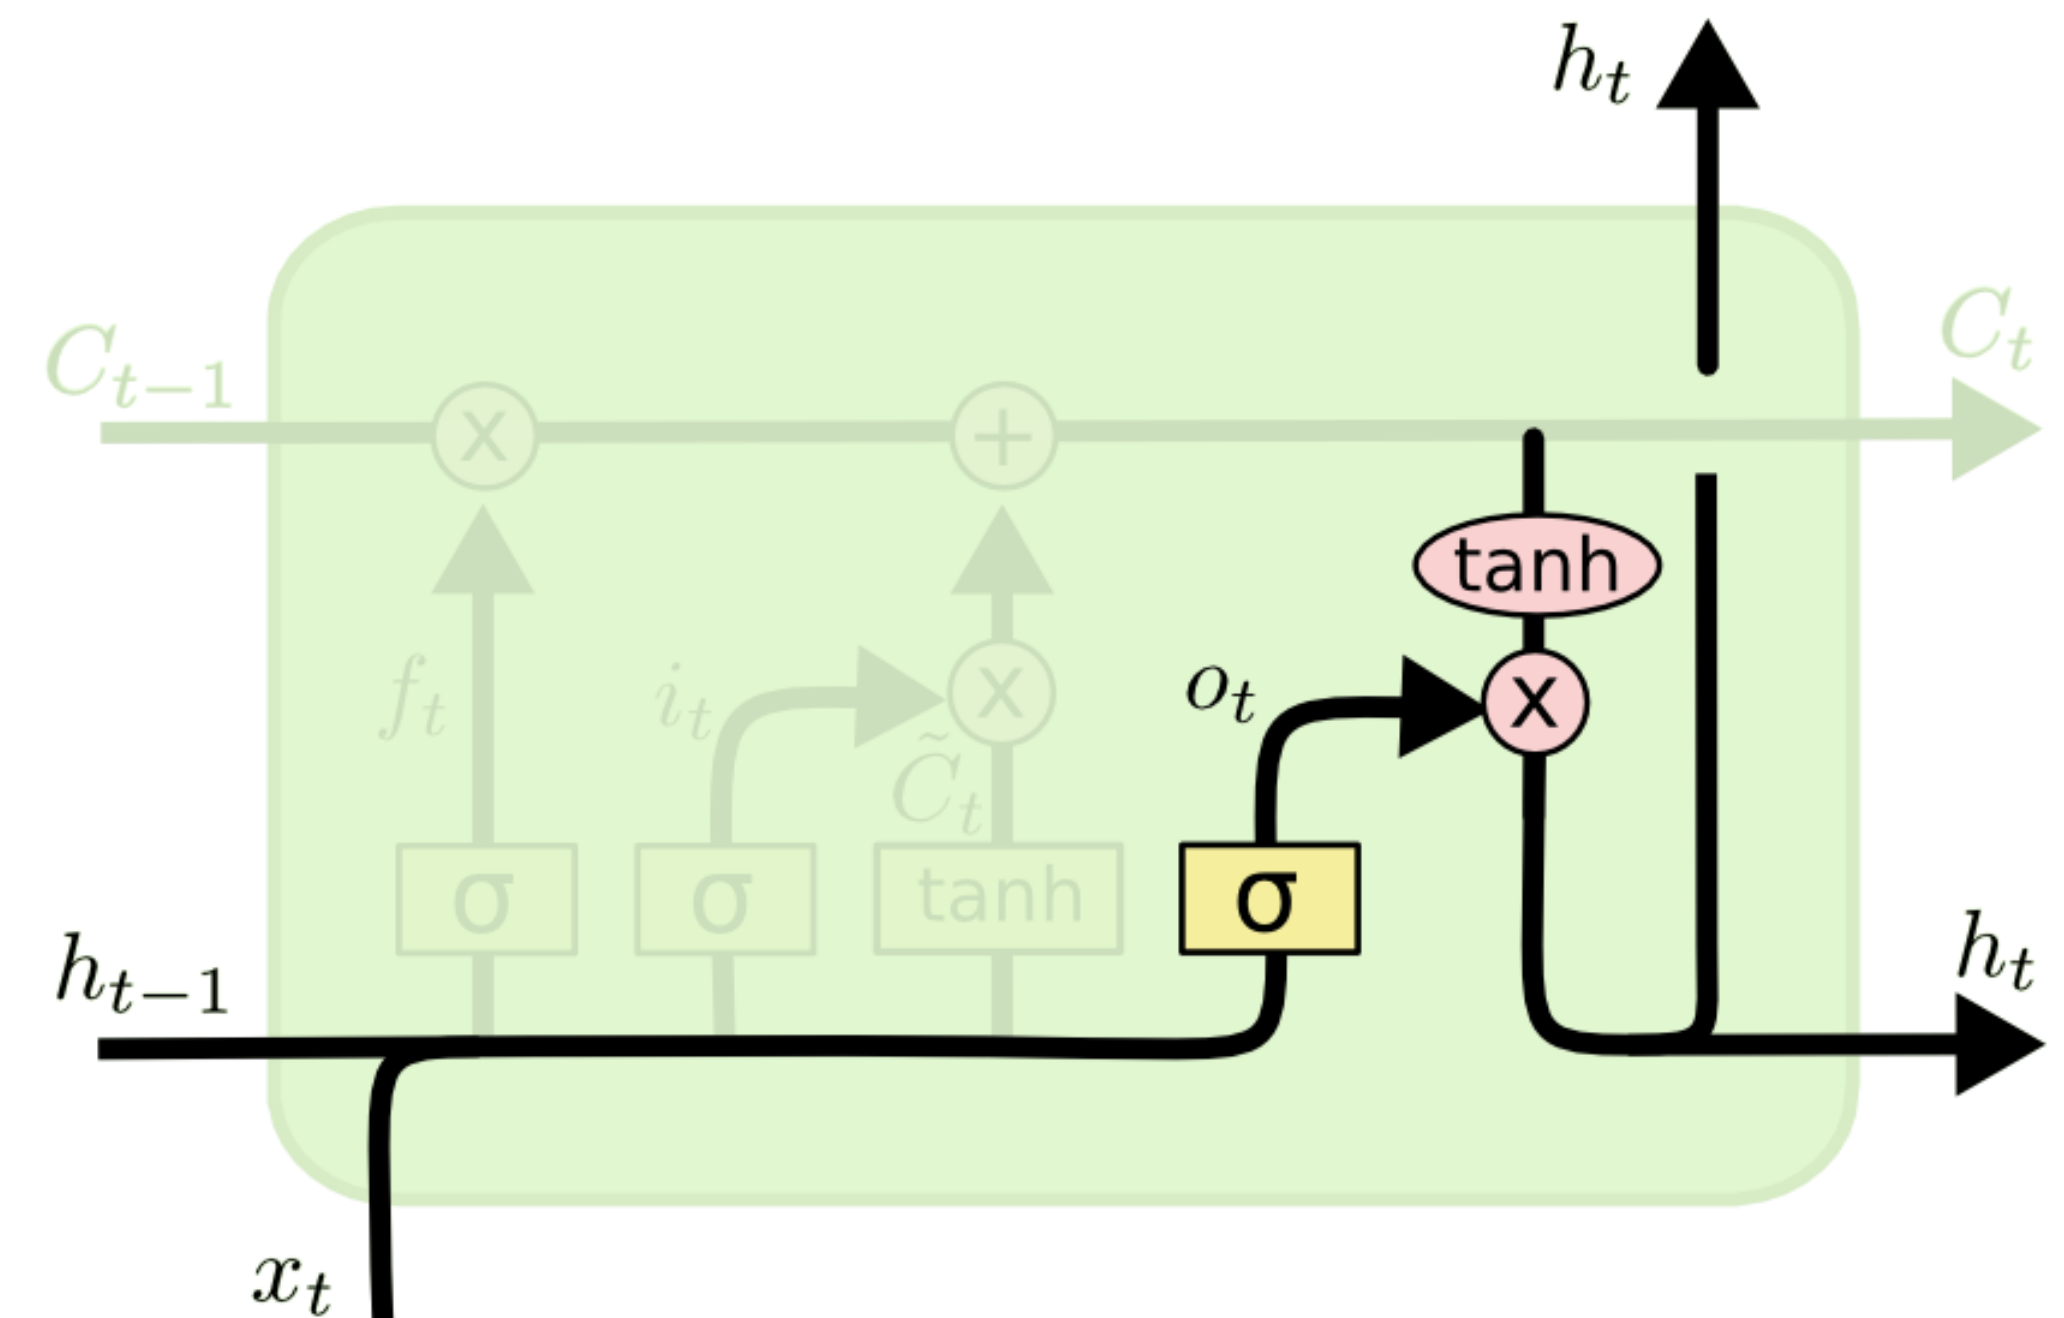 h_t
C_{t-1}
C_t
x
+
tanh
f_t
i_t
x
o_t
x
C̃_t
σ
σ
tanh
σ
h_{t-1}
h_t
x_t